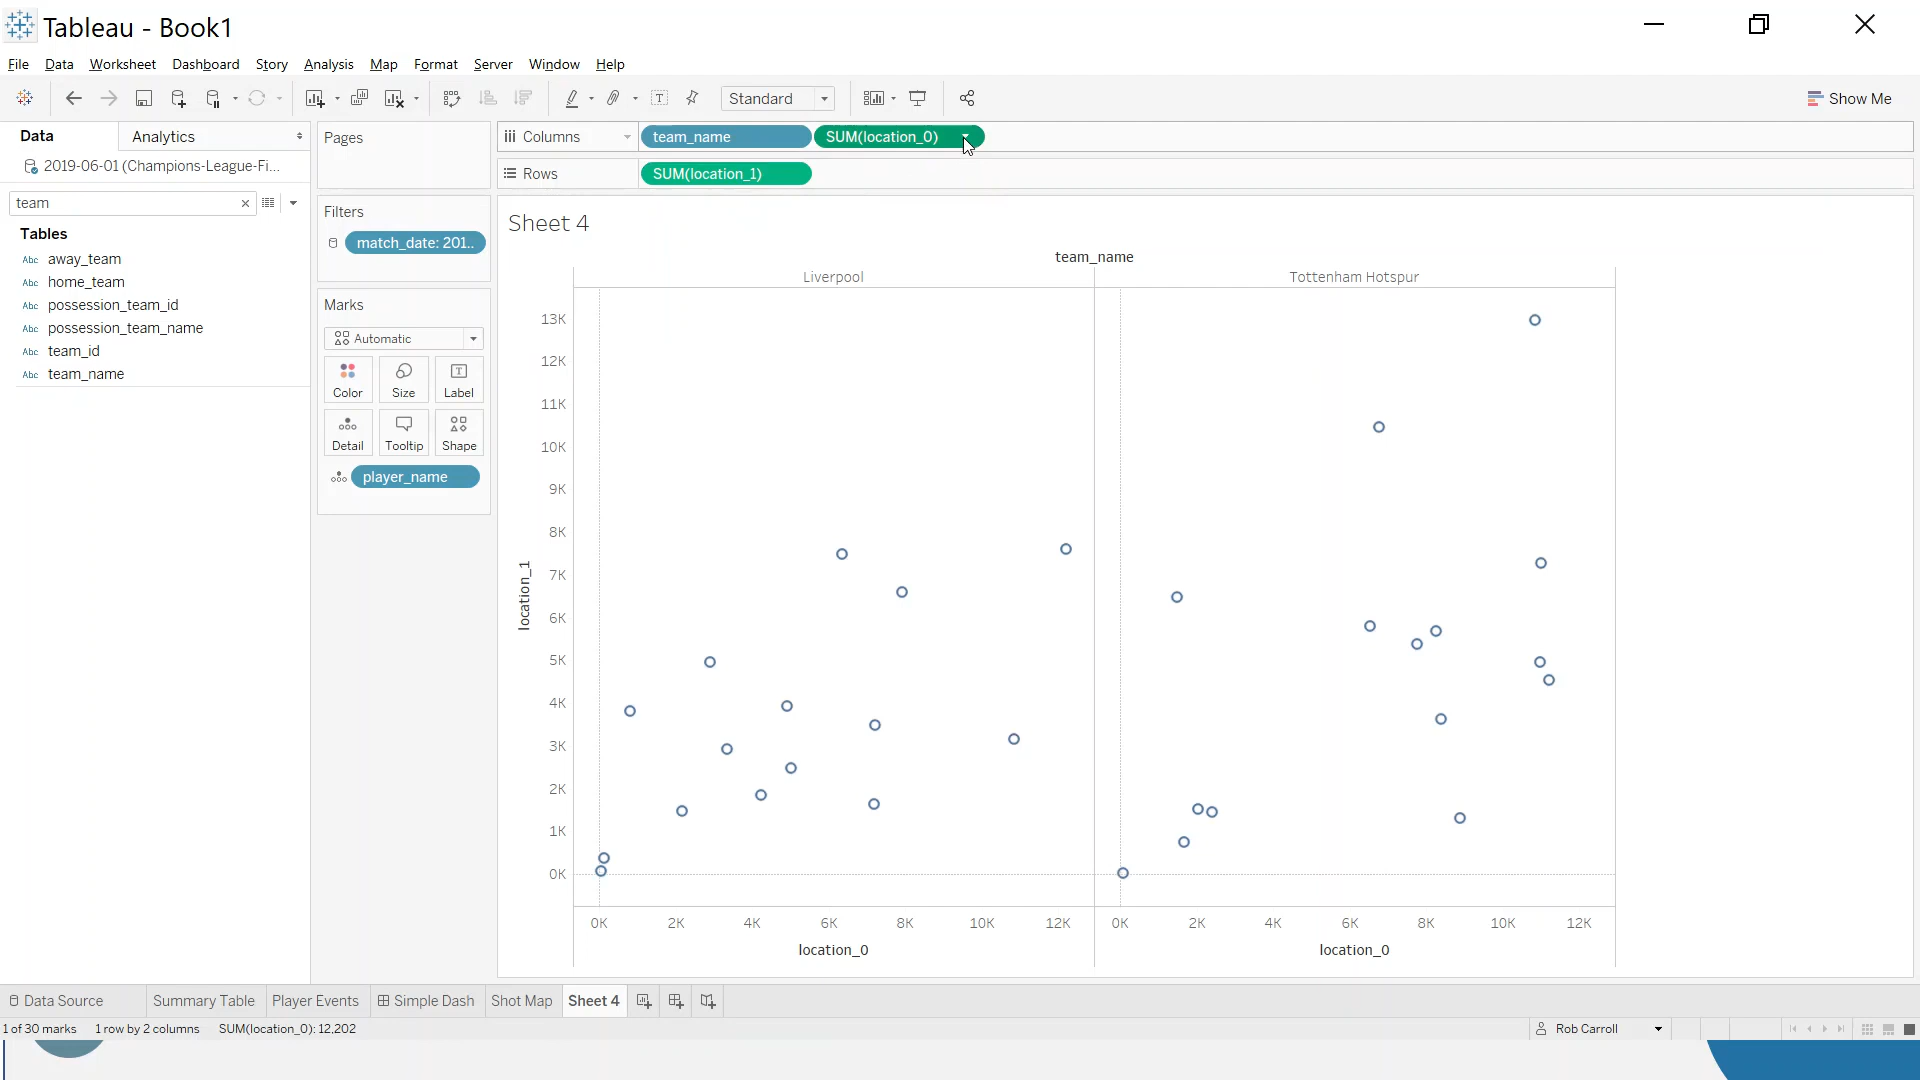 Tableau - Book1
File Data Worksheet Dashboard Story Analysis Map Format Server Window Help
Standard
Show Me
Data Analytics
2019-06-01 (Champions-League-Fi...
team
Tables
Abc away_team
Abc home_team
Abc possession_team_id
Abc possession_team_name
Abc team_id
Abc team_name
Pages
Filters
match_date: 201..
Marks
Automatic
Color Size Label
Detail Tooltip Shape
player_name
Columns team_name SUM(location_0)
Rows SUM(location_1)
Sheet 4
team_name
Liverpool Tottenham Hotspur
13K
12K
11K
10K
9K
8K
7K
6K
5K
4K
3K
2K
1K
0K
location_1
0K 2K 4K 6K 8K 10K 12K 0K 2K 4K 6K 8K 10K 12K
location_0 location_0
Data Source Summary Table Player Events Simple Dash Shot Map Sheet 4
1 of 30 marks 1 row by 2 columns SUM(location_0): 12,202 Rob Carroll